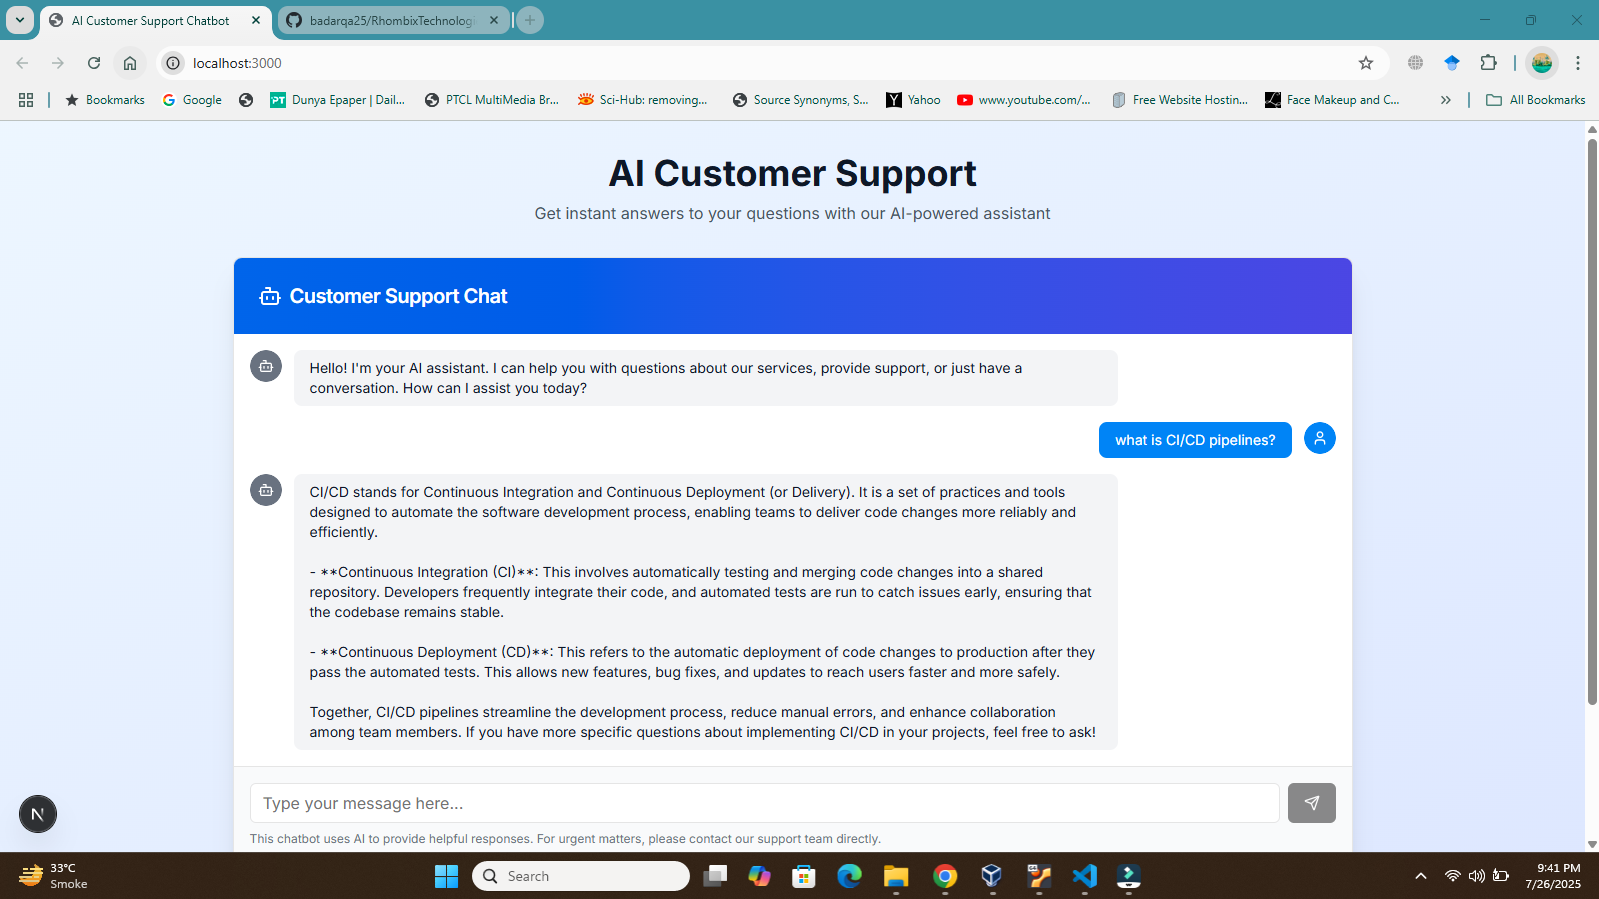 AI Customer Support Chatbot
badarqa25/RhombixTechnologi
localhost:3000
Bookmarks
Google
Dunya Epaper | Dail...
PTCL MultiMedia Br...
Sci-Hub: removing...
Source Synonyms, S...
Yahoo
www.youtube.com/...
Free Website Hostin...
Face Makeup and C...
All Bookmarks
AI Customer Support
Get instant answers to your questions with our AI-powered assistant
Customer Support Chat
Hello! I'm your AI assistant. I can help you with questions about our services, provide support, or just have a
conversation. How can I assist you today?
what is CI/CD pipelines?
CI/CD stands for Continuous Integration and Continuous Deployment (or Delivery). It is a set of practices and tools
designed to automate the software development process, enabling teams to deliver code changes more reliably and
efficiently.
- **Continuous Integration (CI)**: This involves automatically testing and merging code changes into a shared
repository. Developers frequently integrate their code, and automated tests are run to catch issues early, ensuring that
the codebase remains stable.
- **Continuous Deployment (CD)**: This refers to the automatic deployment of code changes to production after they
pass the automated tests. This allows new features, bug fixes, and updates to reach users faster and more safely.
Together, CI/CD pipelines streamline the development process, reduce manual errors, and enhance collaboration
among team members. If you have more specific questions about implementing CI/CD in your projects, feel free to ask!
Type your message here...
N
This chatbot uses AI to provide helpful responses. For urgent matters, please contact our support team directly.
33°C
Smoke
Search
9:41 PM
7/26/2025